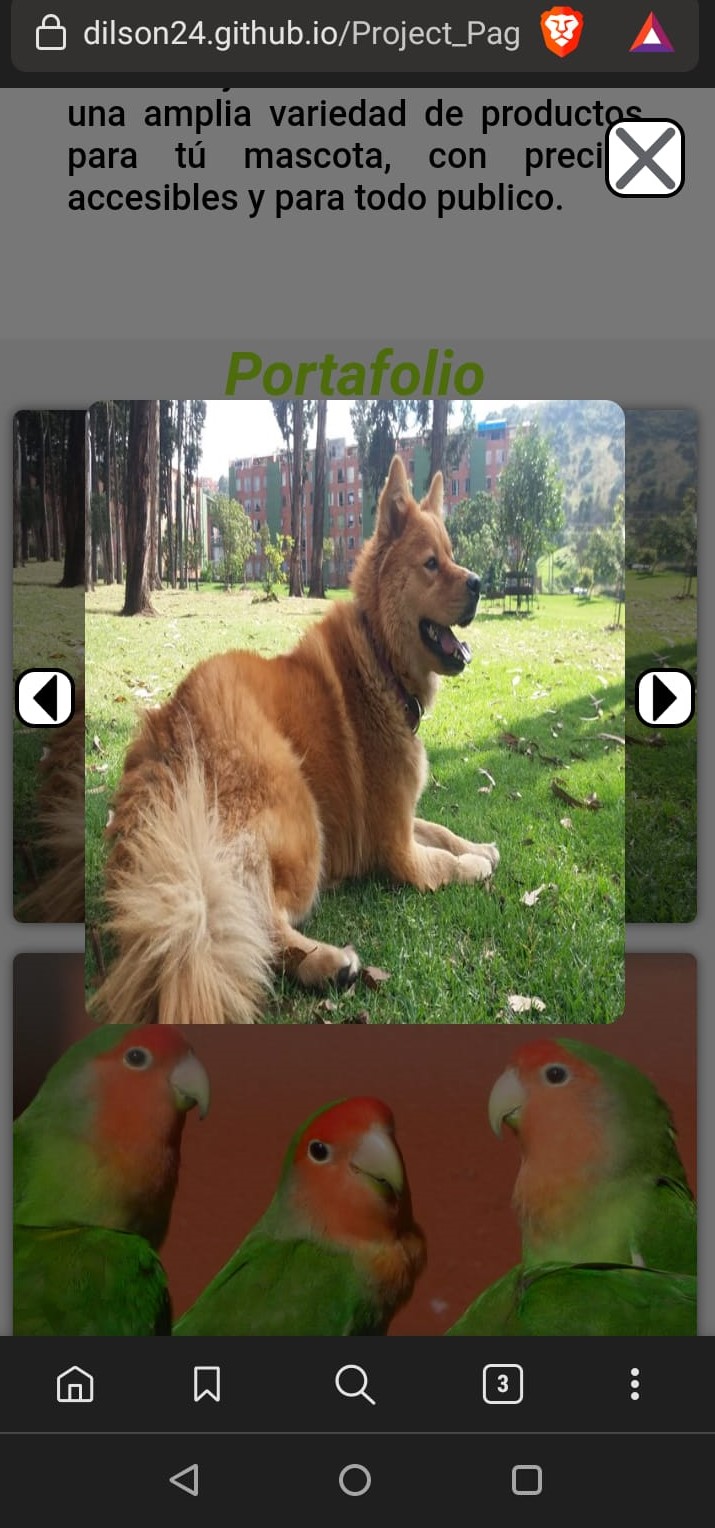 dilson24.github.io/Project_Pag
una amplia variedad de productos
para tú mascota, con preci
accesibles y para todo publico.
Portafolio
3